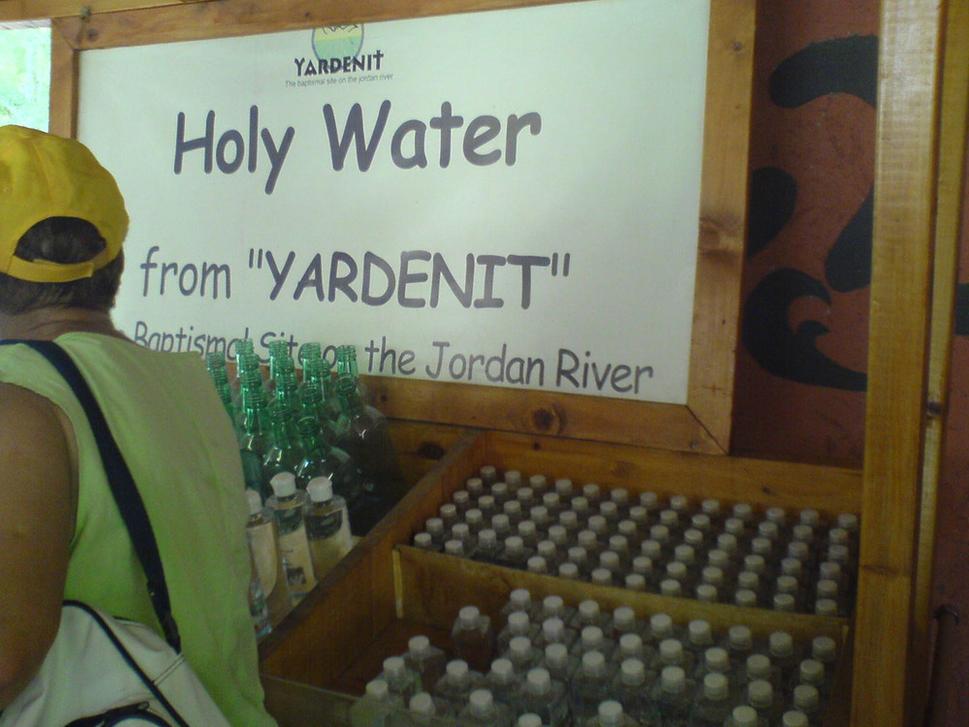 YARDENIT
The baptismal site on the jordan river
Holy Water
from "YARDENIT"
Baptismal Site on the Jordan River